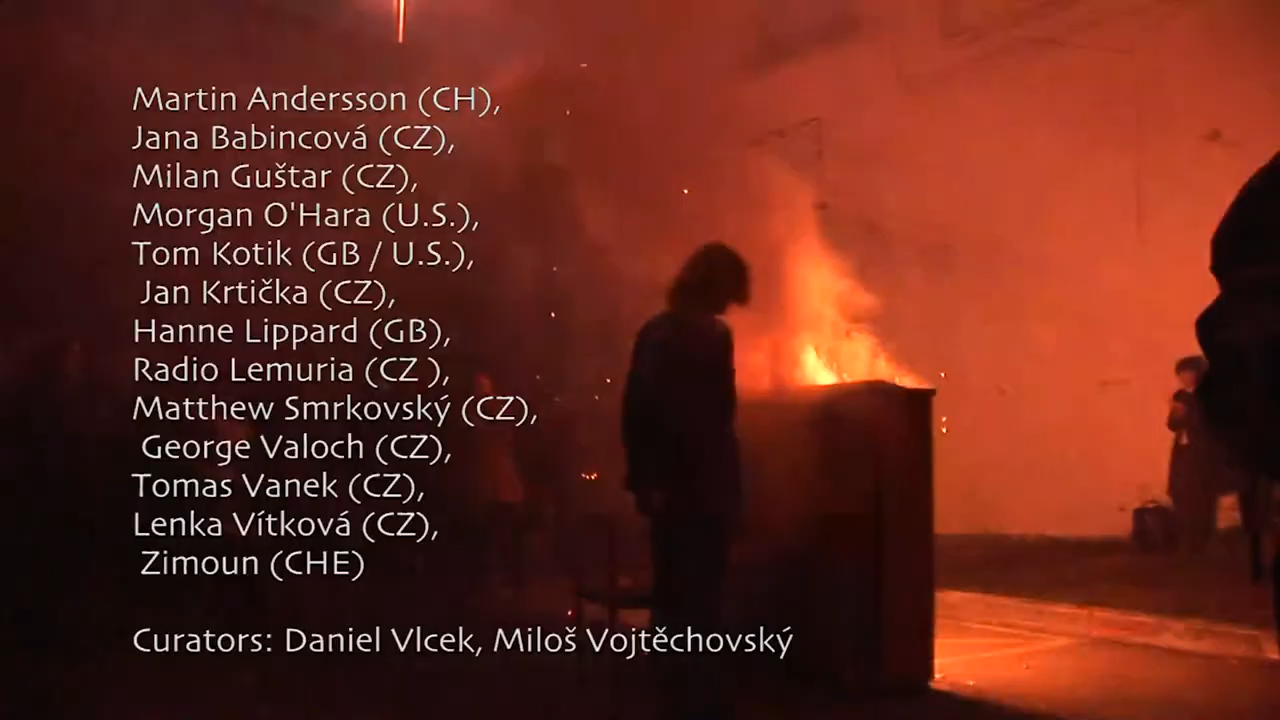 Martin Andersson (CH),
Jana Babincová (CZ),
Milan Guštar (CZ),
Morgan O'Hara (U.S.),
Tom Kotik (GB / U.S.),
Jan Krtička (CZ),
Hanne Lippard (GB),
Radio Lemuria (CZ ),
Matthew Smrkovský (CZ),
George Valoch (CZ),
Tomas Vanek (CZ),
Lenka Vítková (CZ),
Zimoun (CHE)
Curators: Daniel Vlcek, Miloš Vojtěchovský